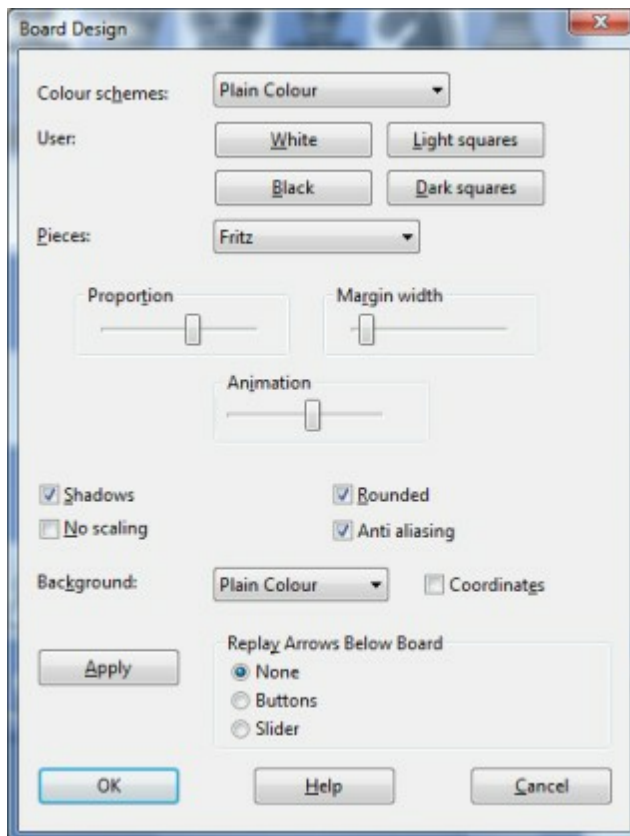 Board Design
Colour schemes: Plain Colour
User: White Light squares
Black Dark squares
Pieces: Fritz
Proportion Margin width
Animation
Shadows Rounded
No scaling Anti aliasing
Background: Plain Colour Coordinates
Replay Arrows Below Board
Apply None
Buttons
Slider
OK Help Cancel